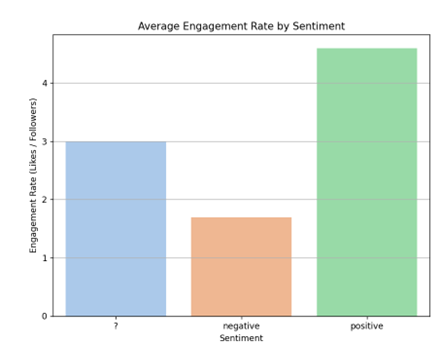 Average Engagement Rate by Sentiment
Engagement Rate (Likes / Followers)
4
3
2
1
0
?
negative
positive
Sentiment